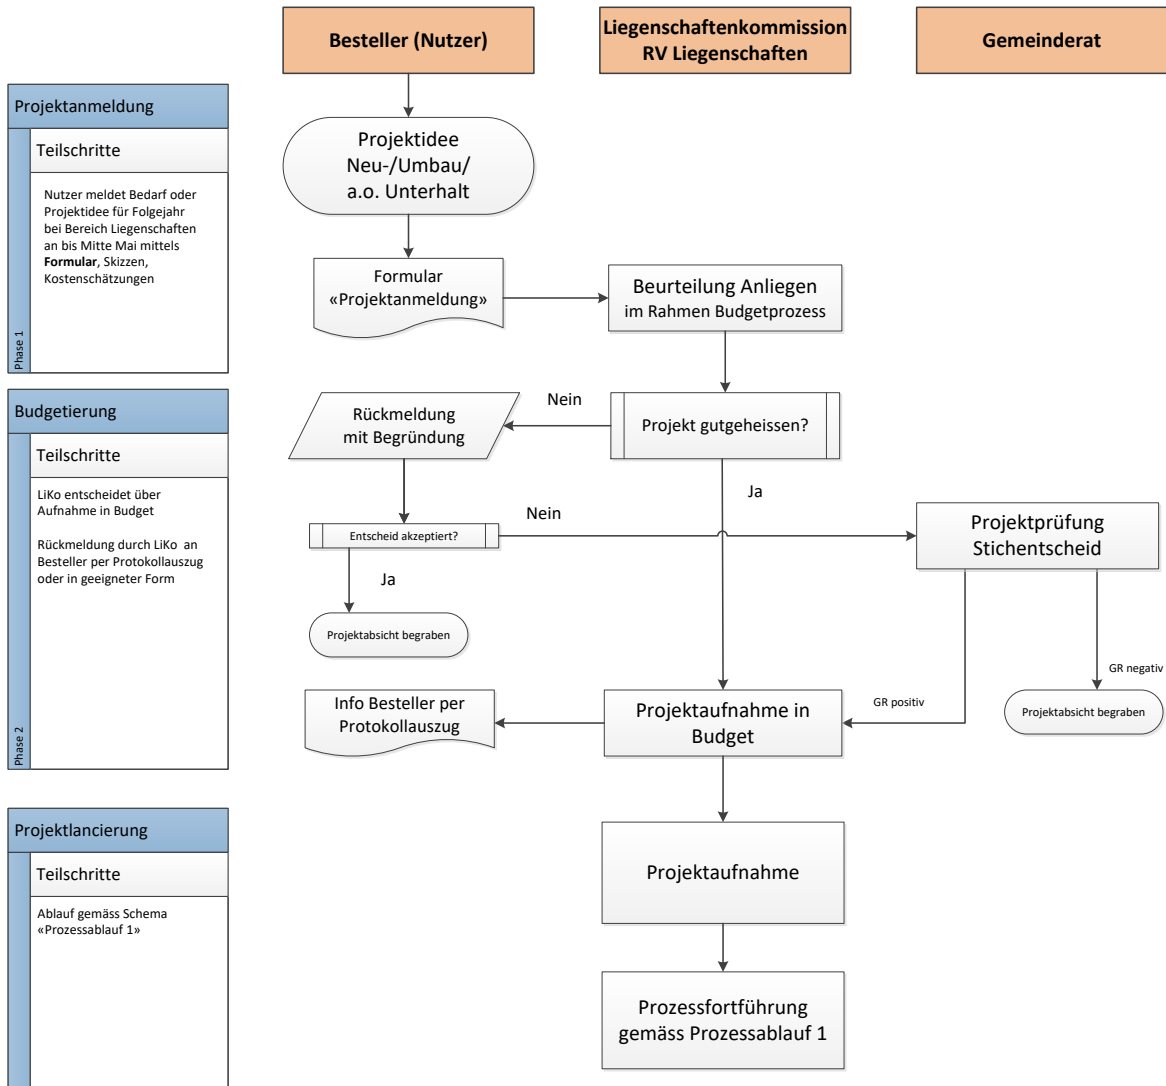 Besteller (Nutzer)
Liegenschaftenkommission
RV Liegenschaften
Gemeinderat
Projektanmeldung
Teilschritte
Nutzer meldet Bedarf oder
Projektidee für Folgejahr
bei Bereich Liegenschaften
an bis Mitte Mai mittels
Formular, Skizzen,
Kostenschätzungen
Phase 1
Projektidee
Neu-/Umbau/
a.o. Unterhalt
Formular
«Projektanmeldung»
Beurteilung Anliegen
im Rahmen Budgetprozess
Budgetierung
Teilschritte
LiKo entscheidet über
Aufnahme in Budget
Rückmeldung durch LiKo an
Besteller per Protokollauszug
oder in geeigneter Form
Phase 2
Rückmeldung
mit Begründung
Nein
Projekt gutgeheissen?
Ja
Entscheid akzeptiert?
Nein
Projektprüfung
Stichentscheid
Ja
Projektabsicht begraben
GR negativ
Projektabsicht begraben
GR positiv
Info Besteller per
Protokollauszug
Projektaufnahme in
Budget
Projektlancierung
Teilschritte
Ablauf gemäss Schema
«Prozessablauf 1»
Projektaufnahme
Prozessfortführung
gemäss Prozessablauf 1